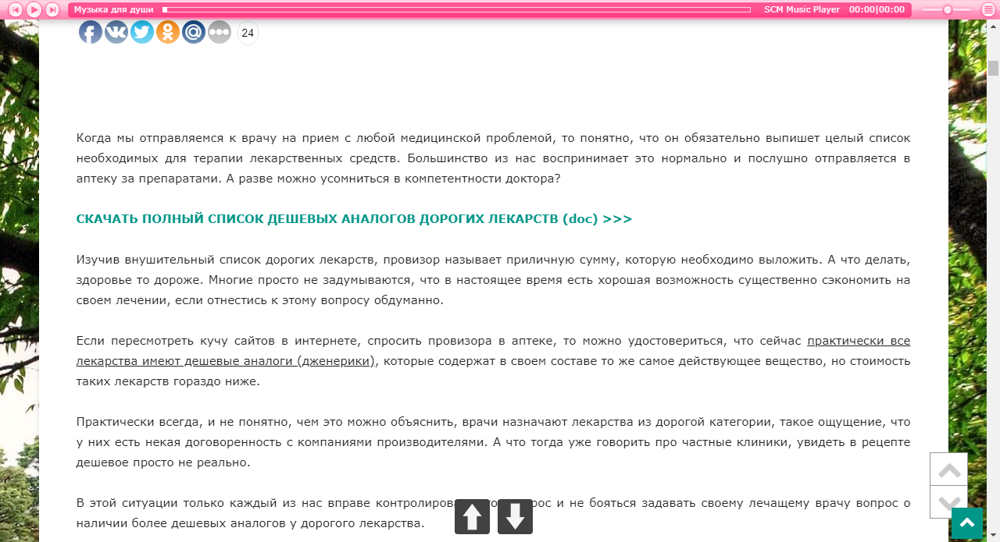 Музыка для души
SCM Music Player 00:00|00:00
24
Когда мы отправляемся к врачу на прием с любой медицинской проблемой, то понятно, что он обязательно выпишет целый список
необходимых для терапии лекарственных средств. Большинство из нас воспринимает это нормально и послушно отправляется в
аптеку за препаратами. А разве можно усомниться в компетентности доктора?
СКАЧАТЬ ПОЛНЫЙ СПИСОК ДЕШЕВЫХ АНАЛОГОВ ДОРОГИХ ЛЕКАРСТВ (doc) >>>
Изучив внушительный список дорогих лекарств, провизор называет приличную сумму, которую необходимо выложить. А что делать,
здоровье то дороже. Многие просто не задумываются, что в настоящее время есть хорошая возможность существенно сэкономить на
своем лечении, если отнестись к этому вопросу обдуманно.
Если пересмотреть кучу сайтов в интернете, спросить провизора в аптеке, то можно удостовериться, что сейчас практически все
лекарства имеют дешевые аналоги (дженерики), которые содержат в своем составе то же самое действующее вещество, но стоимость
таких лекарств гораздо ниже.
Практически всегда, и не понятно, чем это можно объяснить, врачи назначают лекарства из дорогой категории, такое ощущение, что
у них есть некая договоренность с компаниями производителями. А что тогда уже говорить про частные клиники, увидеть в рецепте
дешевое просто не реально.
В этой ситуации только каждый из нас вправе и не бояться задавать своему лечащему врачу вопрос о
наличии более дешевых аналогов у дорогого лекарства.